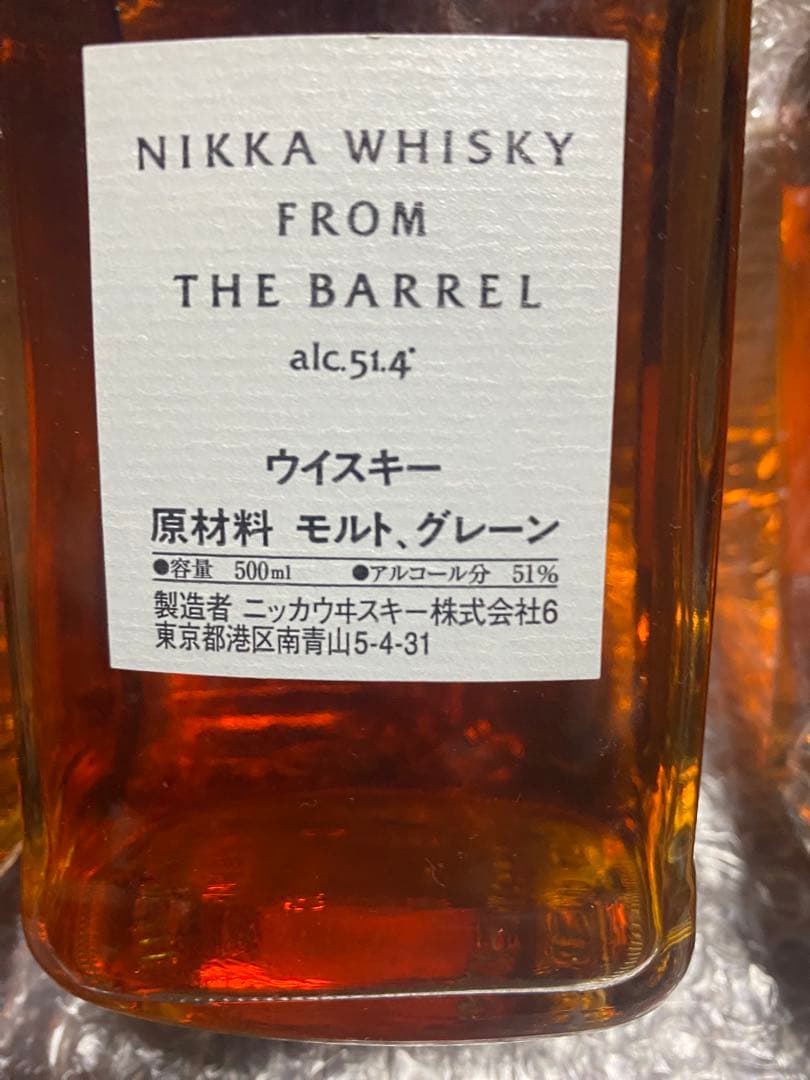 NIKKA WHISKY
FROM
THE BARREL
alc.51.4°
ウイスキー
原材料 モルト、グレーン
●容量 500ml ●アルコール分 51%
製造者 ニッカウヰスキー株式会社6
東京都港区南青山5-4-31